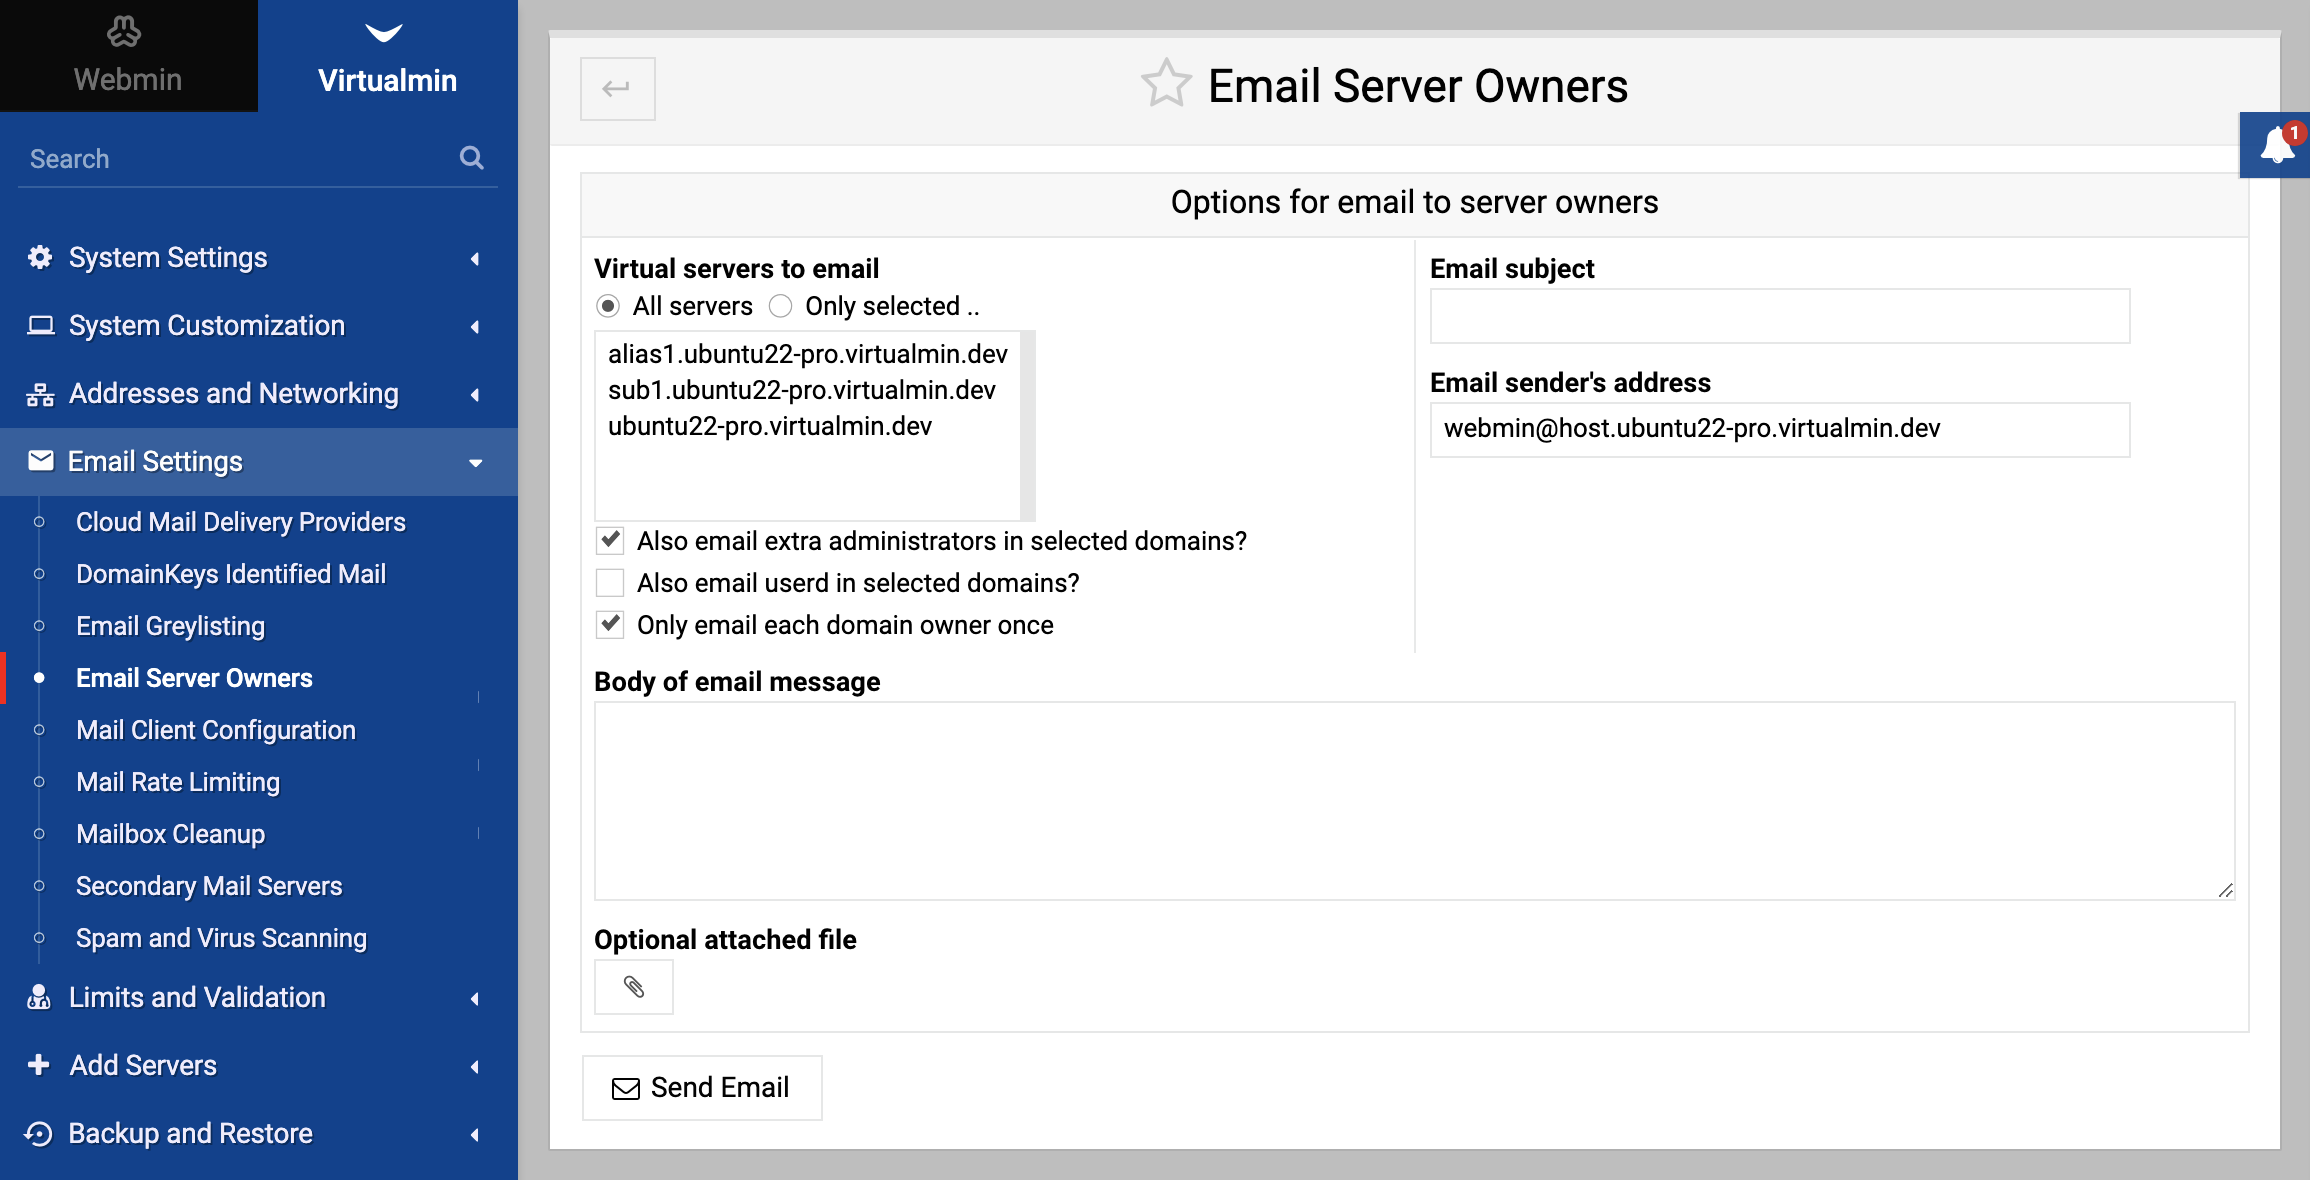 Webmin
Virtualmin
Search
System Settings
System Customization
Addresses and Networking
Email Settings
Cloud Mail Delivery Providers
DomainKeys Identified Mail
Email Greylisting
Email Server Owners
Mail Client Configuration
Mail Rate Limiting
Mailbox Cleanup
Secondary Mail Servers
Spam and Virus Scanning
Limits and Validation
Add Servers
Backup and Restore
Email Server Owners
1
Options for email to server owners
Virtual servers to email
All servers Only selected ..
alias1.ubuntu22-pro.virtualmin.dev
sub1.ubuntu22-pro.virtualmin.dev
ubuntu22-pro.virtualmin.dev
Also email extra administrators in selected domains?
Also email userd in selected domains?
Only email each domain owner once
Email subject
Email sender's address
webmin@host.ubuntu22-pro.virtualmin.dev
Body of email message
Optional attached file
Send Email